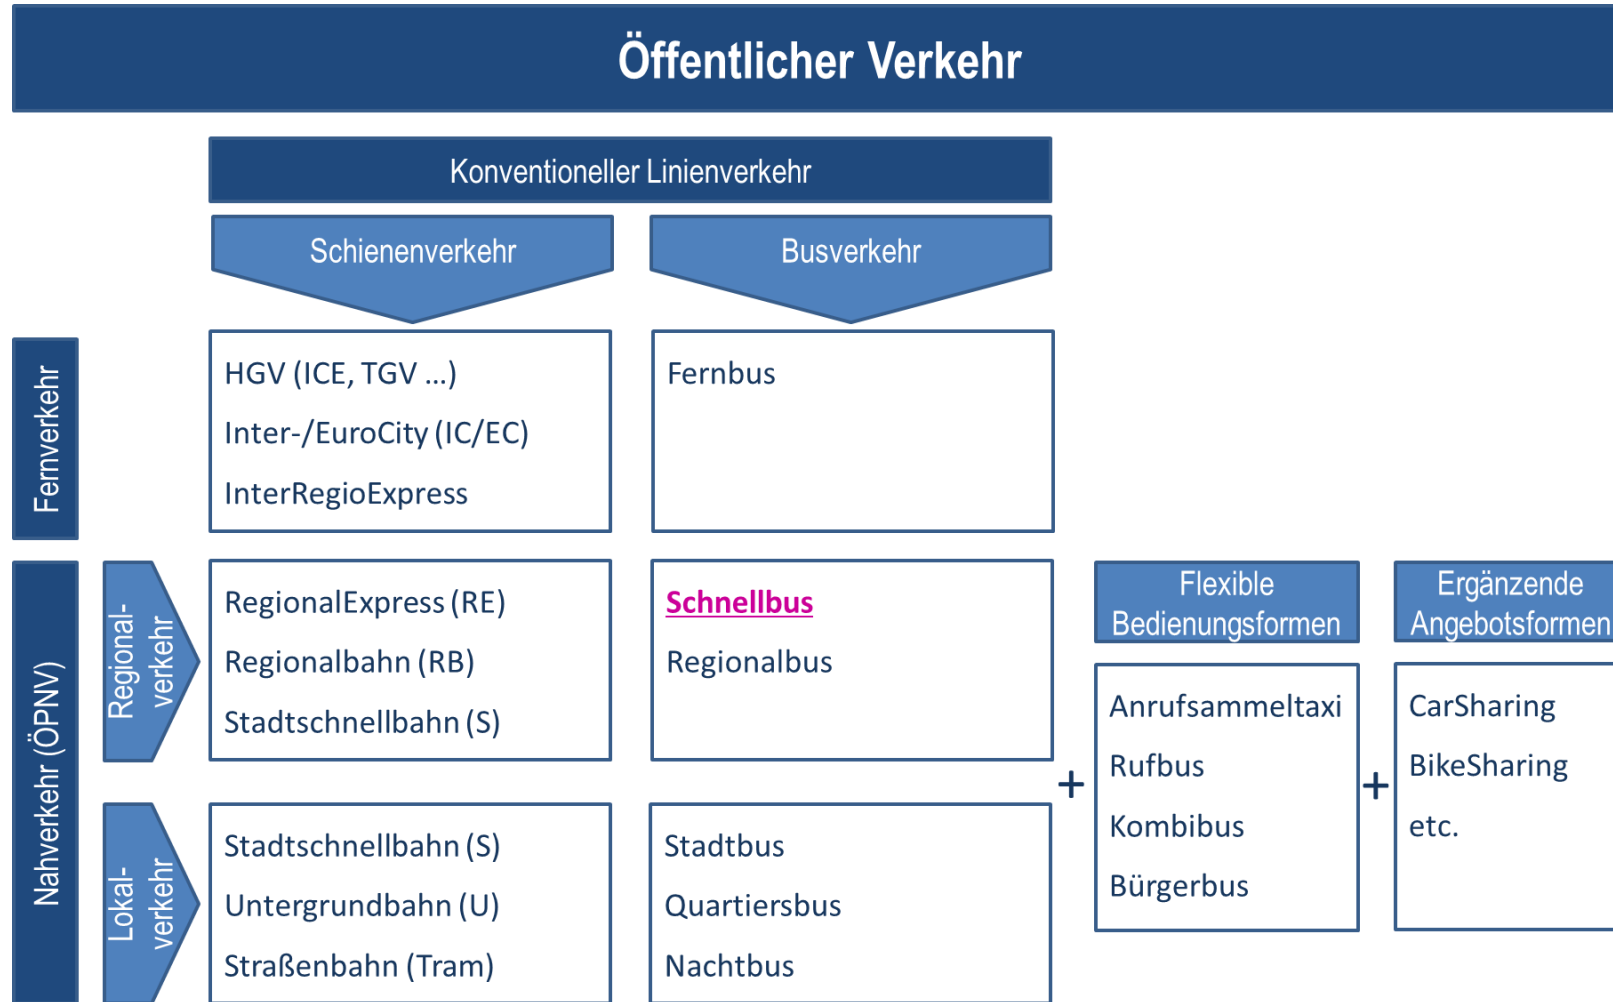 Öffentlicher Verkehr
Konventioneller Linienverkehr
Schienenverkehr
Busverkehr
Fernverkehr
HGV (ICE, TGV ...)
Inter-/EuroCity (IC/EC)
InterRegioExpress
Fernbus
Nahverkehr (ÖPNV)
Regional-
verkehr
RegionalExpress (RE)
Regionalbahn (RB)
Stadtschnellbahn (S)
Schnellbus
Regionalbus
Lokal-
verkehr
Stadtschnellbahn (S)
Untergrundbahn (U)
Straßenbahn (Tram)
Stadtbus
Quartiersbus
Nachtbus
+
Flexible
Bedienungsformen
Anrufsammeltaxi
Rufbus
Kombibus
Bürgerbus
+
Ergänzende
Angebotsformen
CarSharing
BikeSharing
etc.